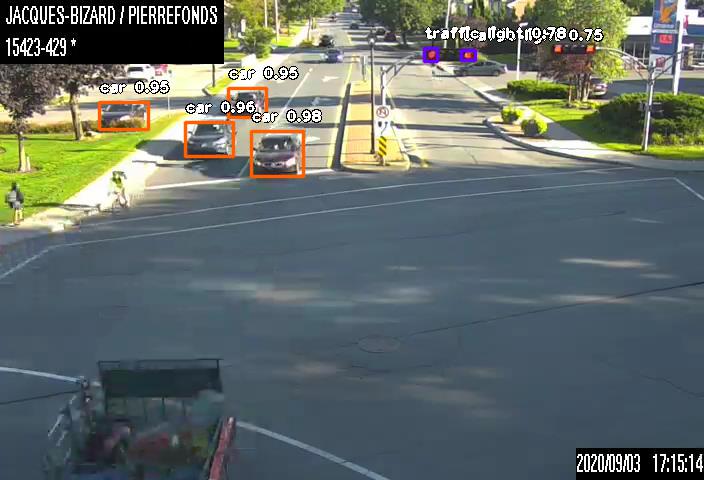 JACQUES-BIZARD / PIERREFONDS
15423-429 *
car 0.95
car 0.95
car 0.96
car 0.98
0.78
0.75
2020/09/03 17:15:14